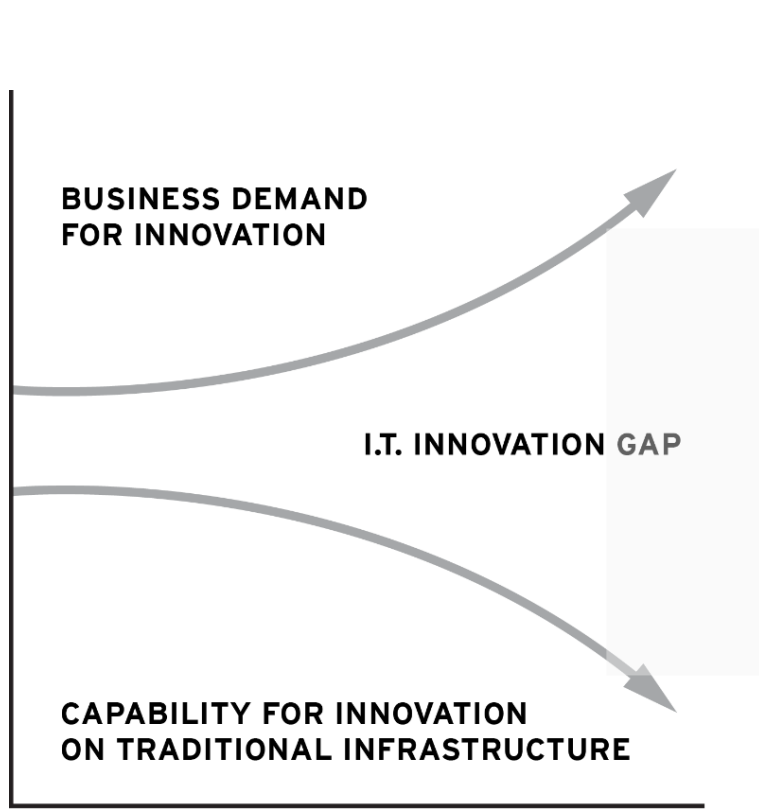 BUSINESS DEMAND
FOR INNOVATION
I.T. INNOVATION GAP
CAPABILITY FOR INNOVATION
ON TRADITIONAL INFRASTRUCTURE